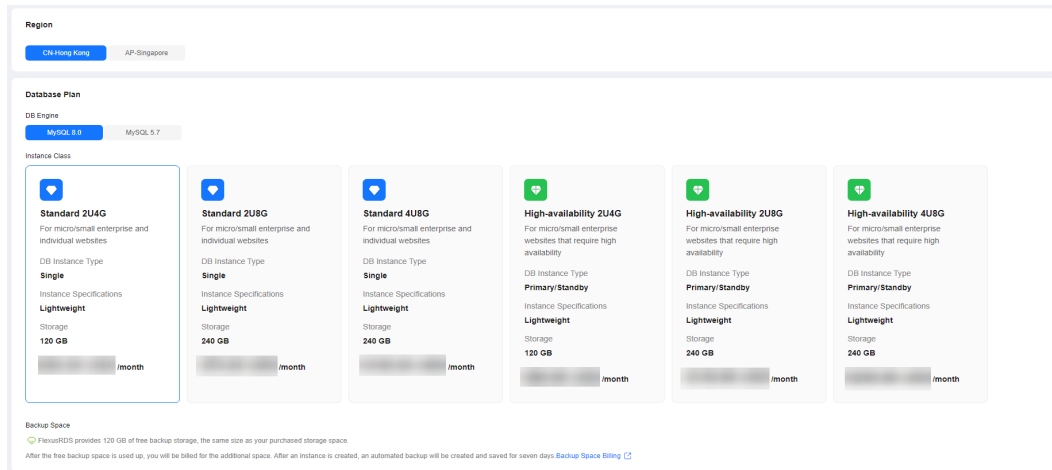 Region
CN-Hong Kong
AP-Singapore
Database Plan
DB Engine
MySQL 8.0
MySQL 5.7
Instance Class
Standard 2U4G
For micro/small enterprise and
individual websites
DB Instance Type
Single
Instance Specifications
Lightweight
Storage
120 GB
/month
Standard 2U8G
For micro/small enterprise and
individual websites
DB Instance Type
Single
Instance Specifications
Lightweight
Storage
240 GB
/month
Standard 4U8G
For micro/small enterprise and
individual websites
DB Instance Type
Single
Instance Specifications
Lightweight
Storage
240 GB
/month
High-availability 2U4G
For micro/small enterprise
websites that require high
availability
DB Instance Type
Primary/Standby
Instance Specifications
Lightweight
Storage
120 GB
/month
High-availability 2U8G
For micro/small enterprise
websites that require high
availability
DB Instance Type
Primary/Standby
Instance Specifications
Lightweight
Storage
240 GB
/month
High-availability 4U8G
For micro/small enterprise
websites that require high
availability
DB Instance Type
Primary/Standby
Instance Specifications
Lightweight
Storage
240 GB
/month
Backup Space
FlexusRDS provides 120 GB of free backup storage, the same size as your purchased storage space.
After the free backup space is used up, you will be billed for the additional space. After an instance is created, an automated backup will be created and saved for seven days.Backup Space Billing